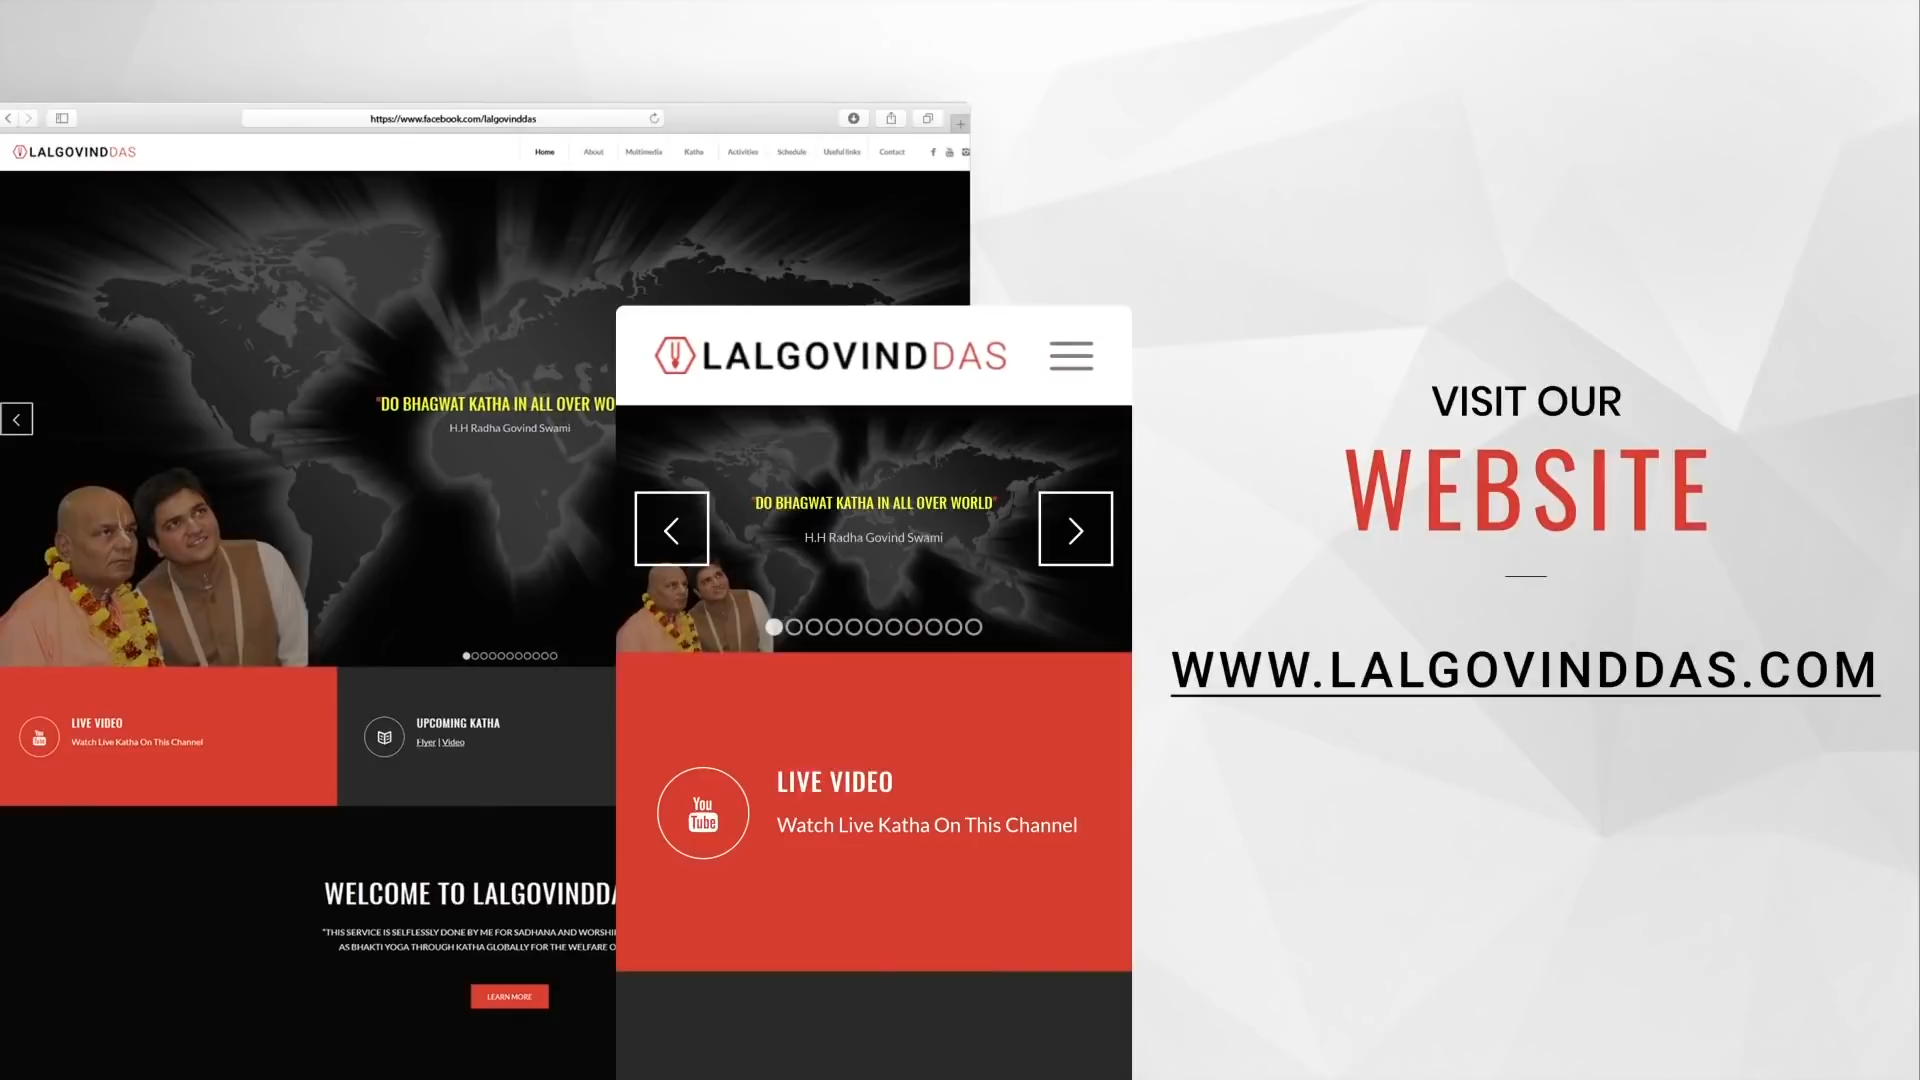 https://www.facebook.com/lalgovinddas
LALGOVINDDAS
Home About Multimedia Katha Activities Schedule Useful links Contact
"DO BHAGWAT KATHA IN ALL OVER WO
H.H Radha Govind Swami
LIVE VIDEO
Watch Live Katha On This Channel
UPCOMING KATHA
Flyer | Video
WELCOME TO LALGOVINDDA
"THIS SERVICE IS SELFLESSLY DONE BY ME FOR SADHANA AND WORSHI
AS BHAKTI YOGA THROUGH KATHA GLOBALLY FOR THE WELFARE O
LEARN MORE
LALGOVINDDAS
"DO BHAGWAT KATHA IN ALL OVER WORLD"
H.H Radha Govind Swami
You
Tube
LIVE VIDEO
Watch Live Katha On This Channel
VISIT OUR
WEBSITE
WWW.LALGOVINDDAS.COM